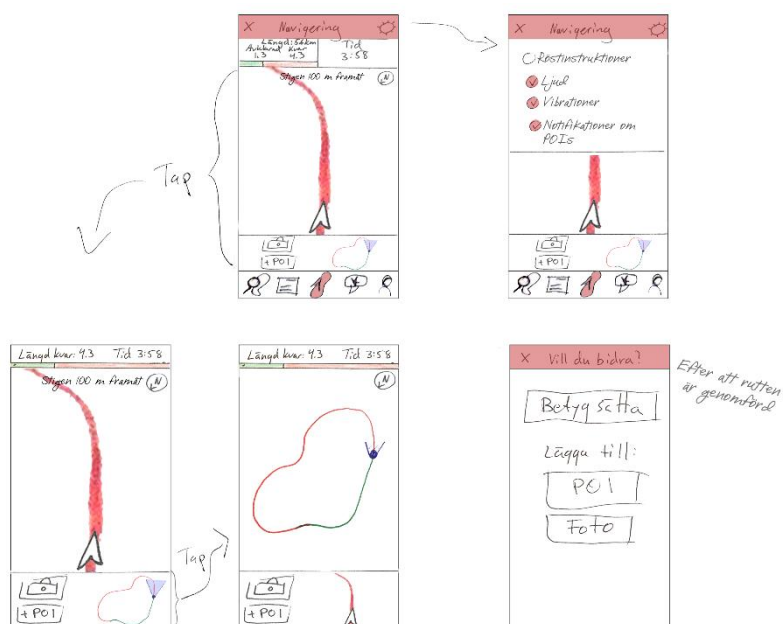 X Navigering
Längd: 5.6km
Avklarad kvar
1.3 4.3
Tid
3:58
Stigen 100 m framåt
N
+ POI
Tap
X Navigering
Röstinstruktioner
Ljud
Vibrationer
Notifikationer om
POIs
+ POI
Längd kvar: 4.3 Tid 3:58
Stigen 100 m framåt
N
+ POI
Tap
Längd kvar: 4.3 Tid 3:58
N
+ POI
X Vill du bidra?
Betygsätta
Lägga till:
POI
Foto
Efter att rutten
är genomförd